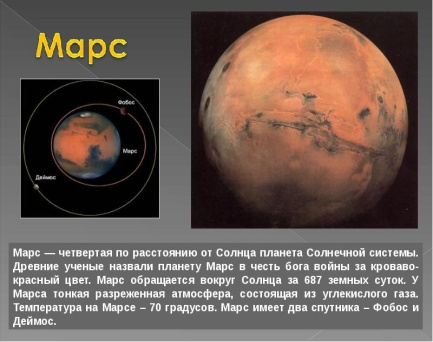 Марс
Фобос
Марс
Деймос
Марс — четвертая по расстоянию от Солнца планета Солнечной системы.
Древние ученые назвали планету Марс в честь бога войны за кроваво-
красный цвет. Марс обращается вокруг Солнца за 687 земных суток. У
Марса тонкая разреженная атмосфера, состоящая из углекислого газа.
Температура на Марсе – 70 градусов. Марс имеет два спутника – Фобос и
Деймос.